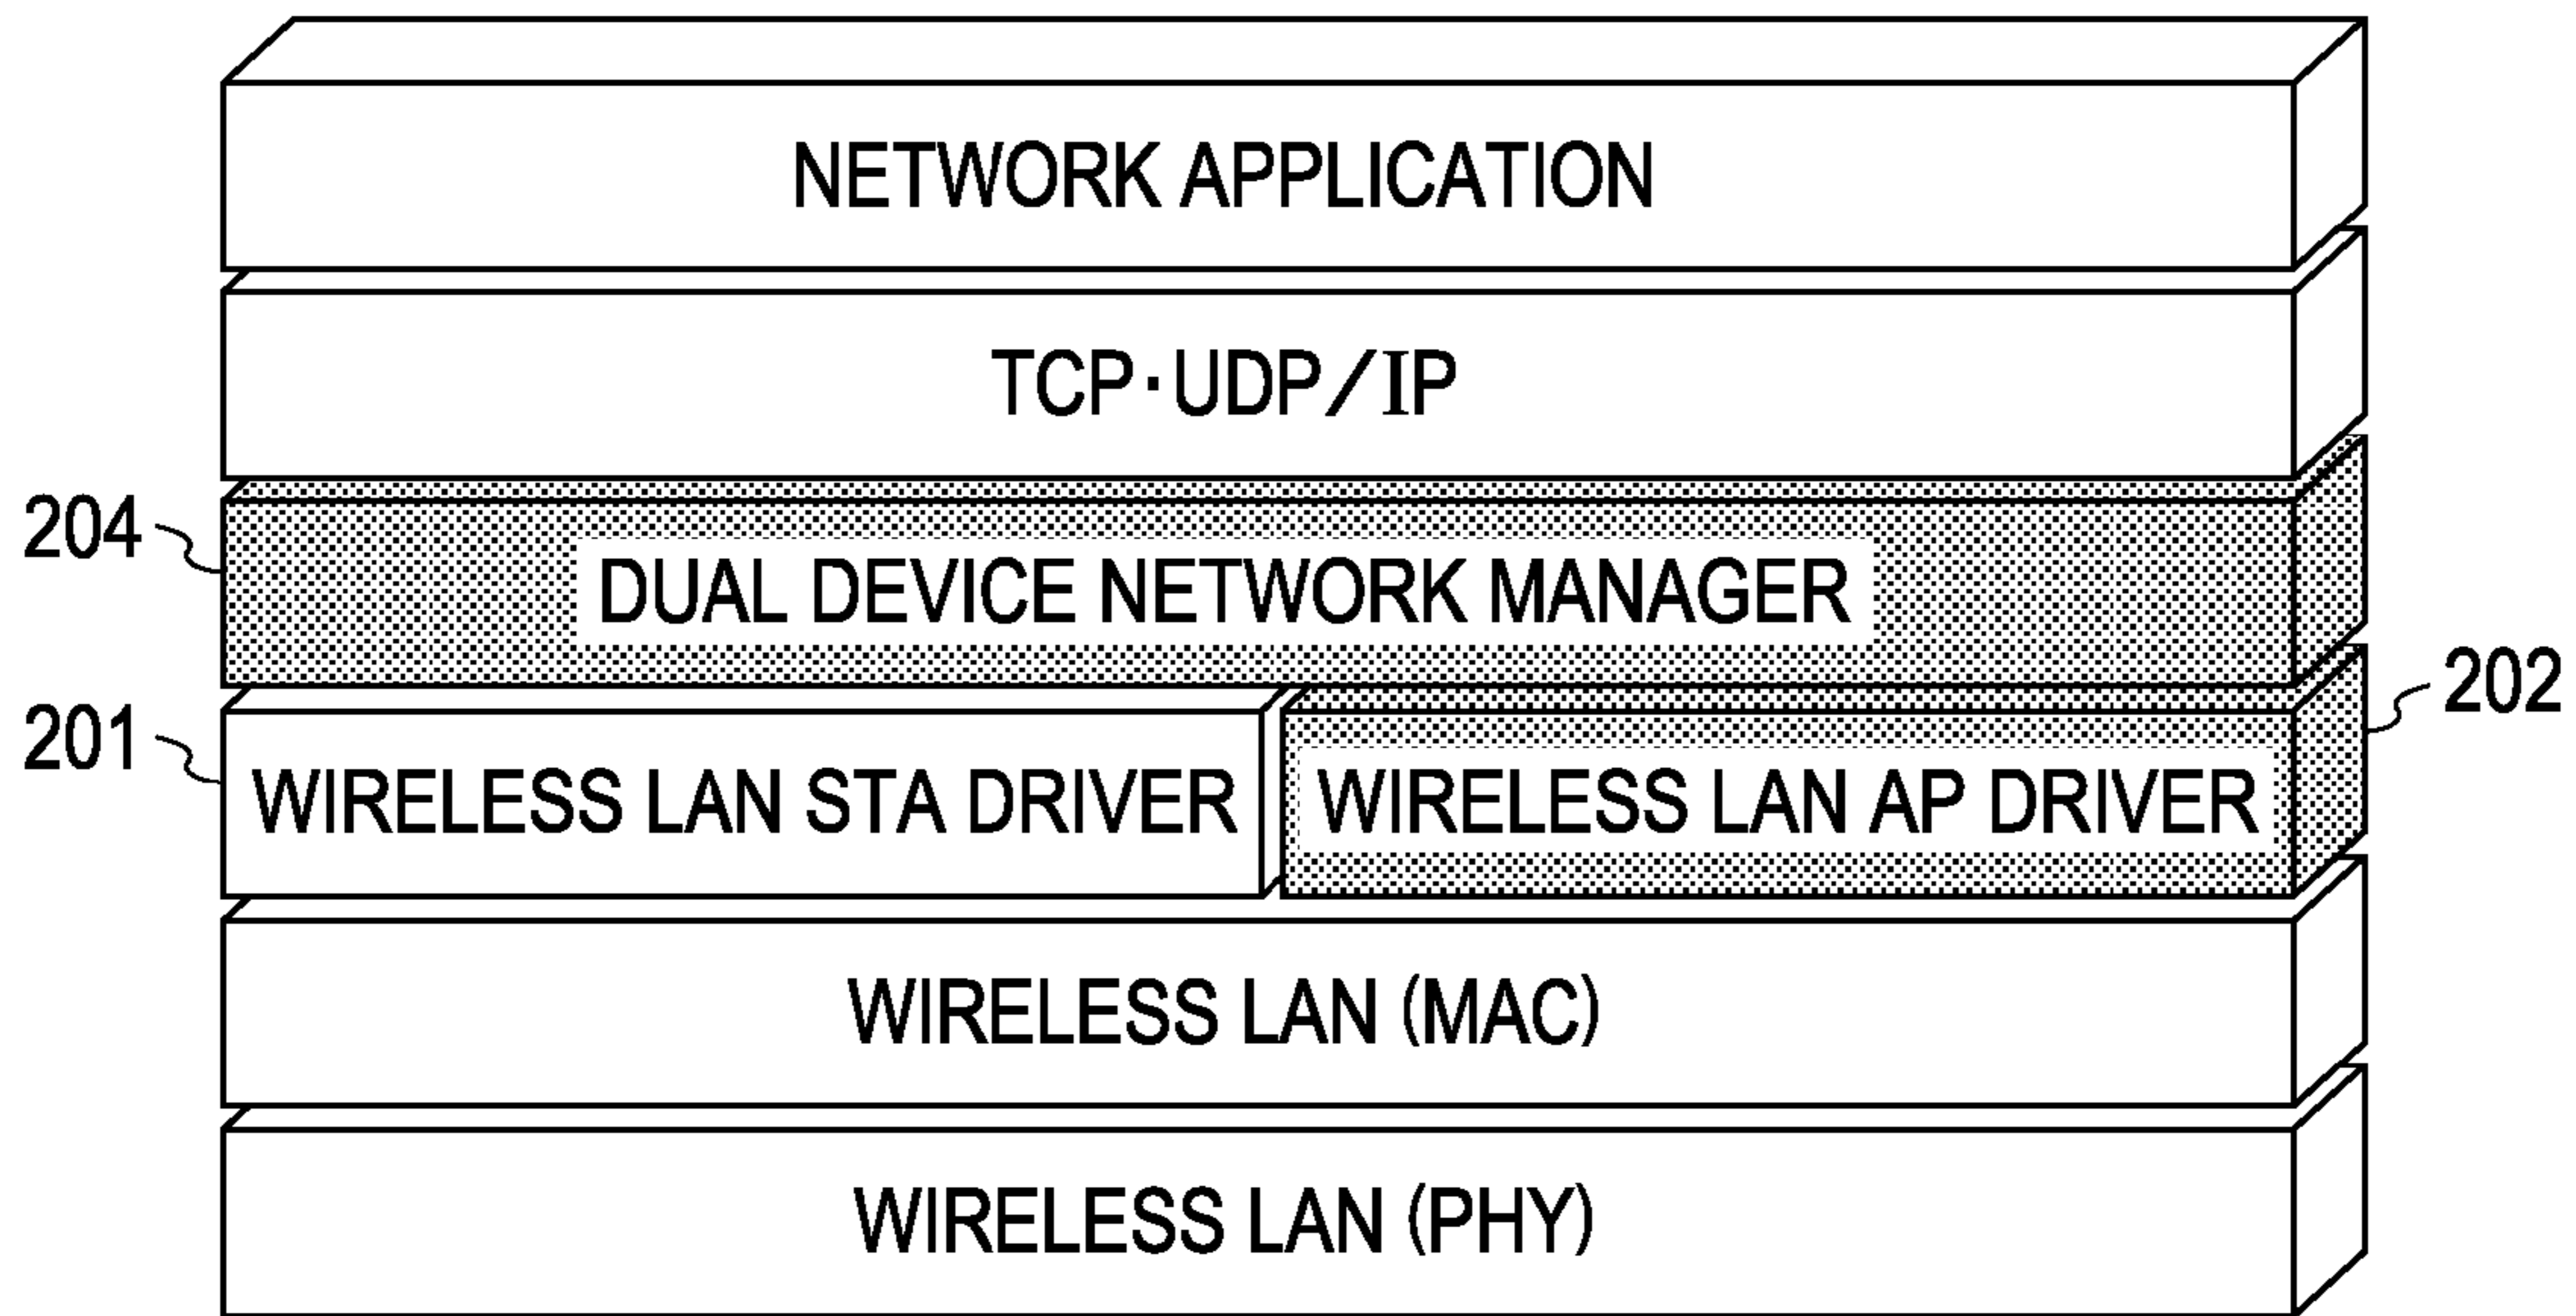 NETWORK APPLICATION
TCP·UDP/IP
204
DUAL DEVICE NETWORK MANAGER
202
201
WIRELESS LAN STA DRIVER
WIRELESS LAN AP DRIVER
WIRELESS LAN (MAC)
WIRELESS LAN (PHY)